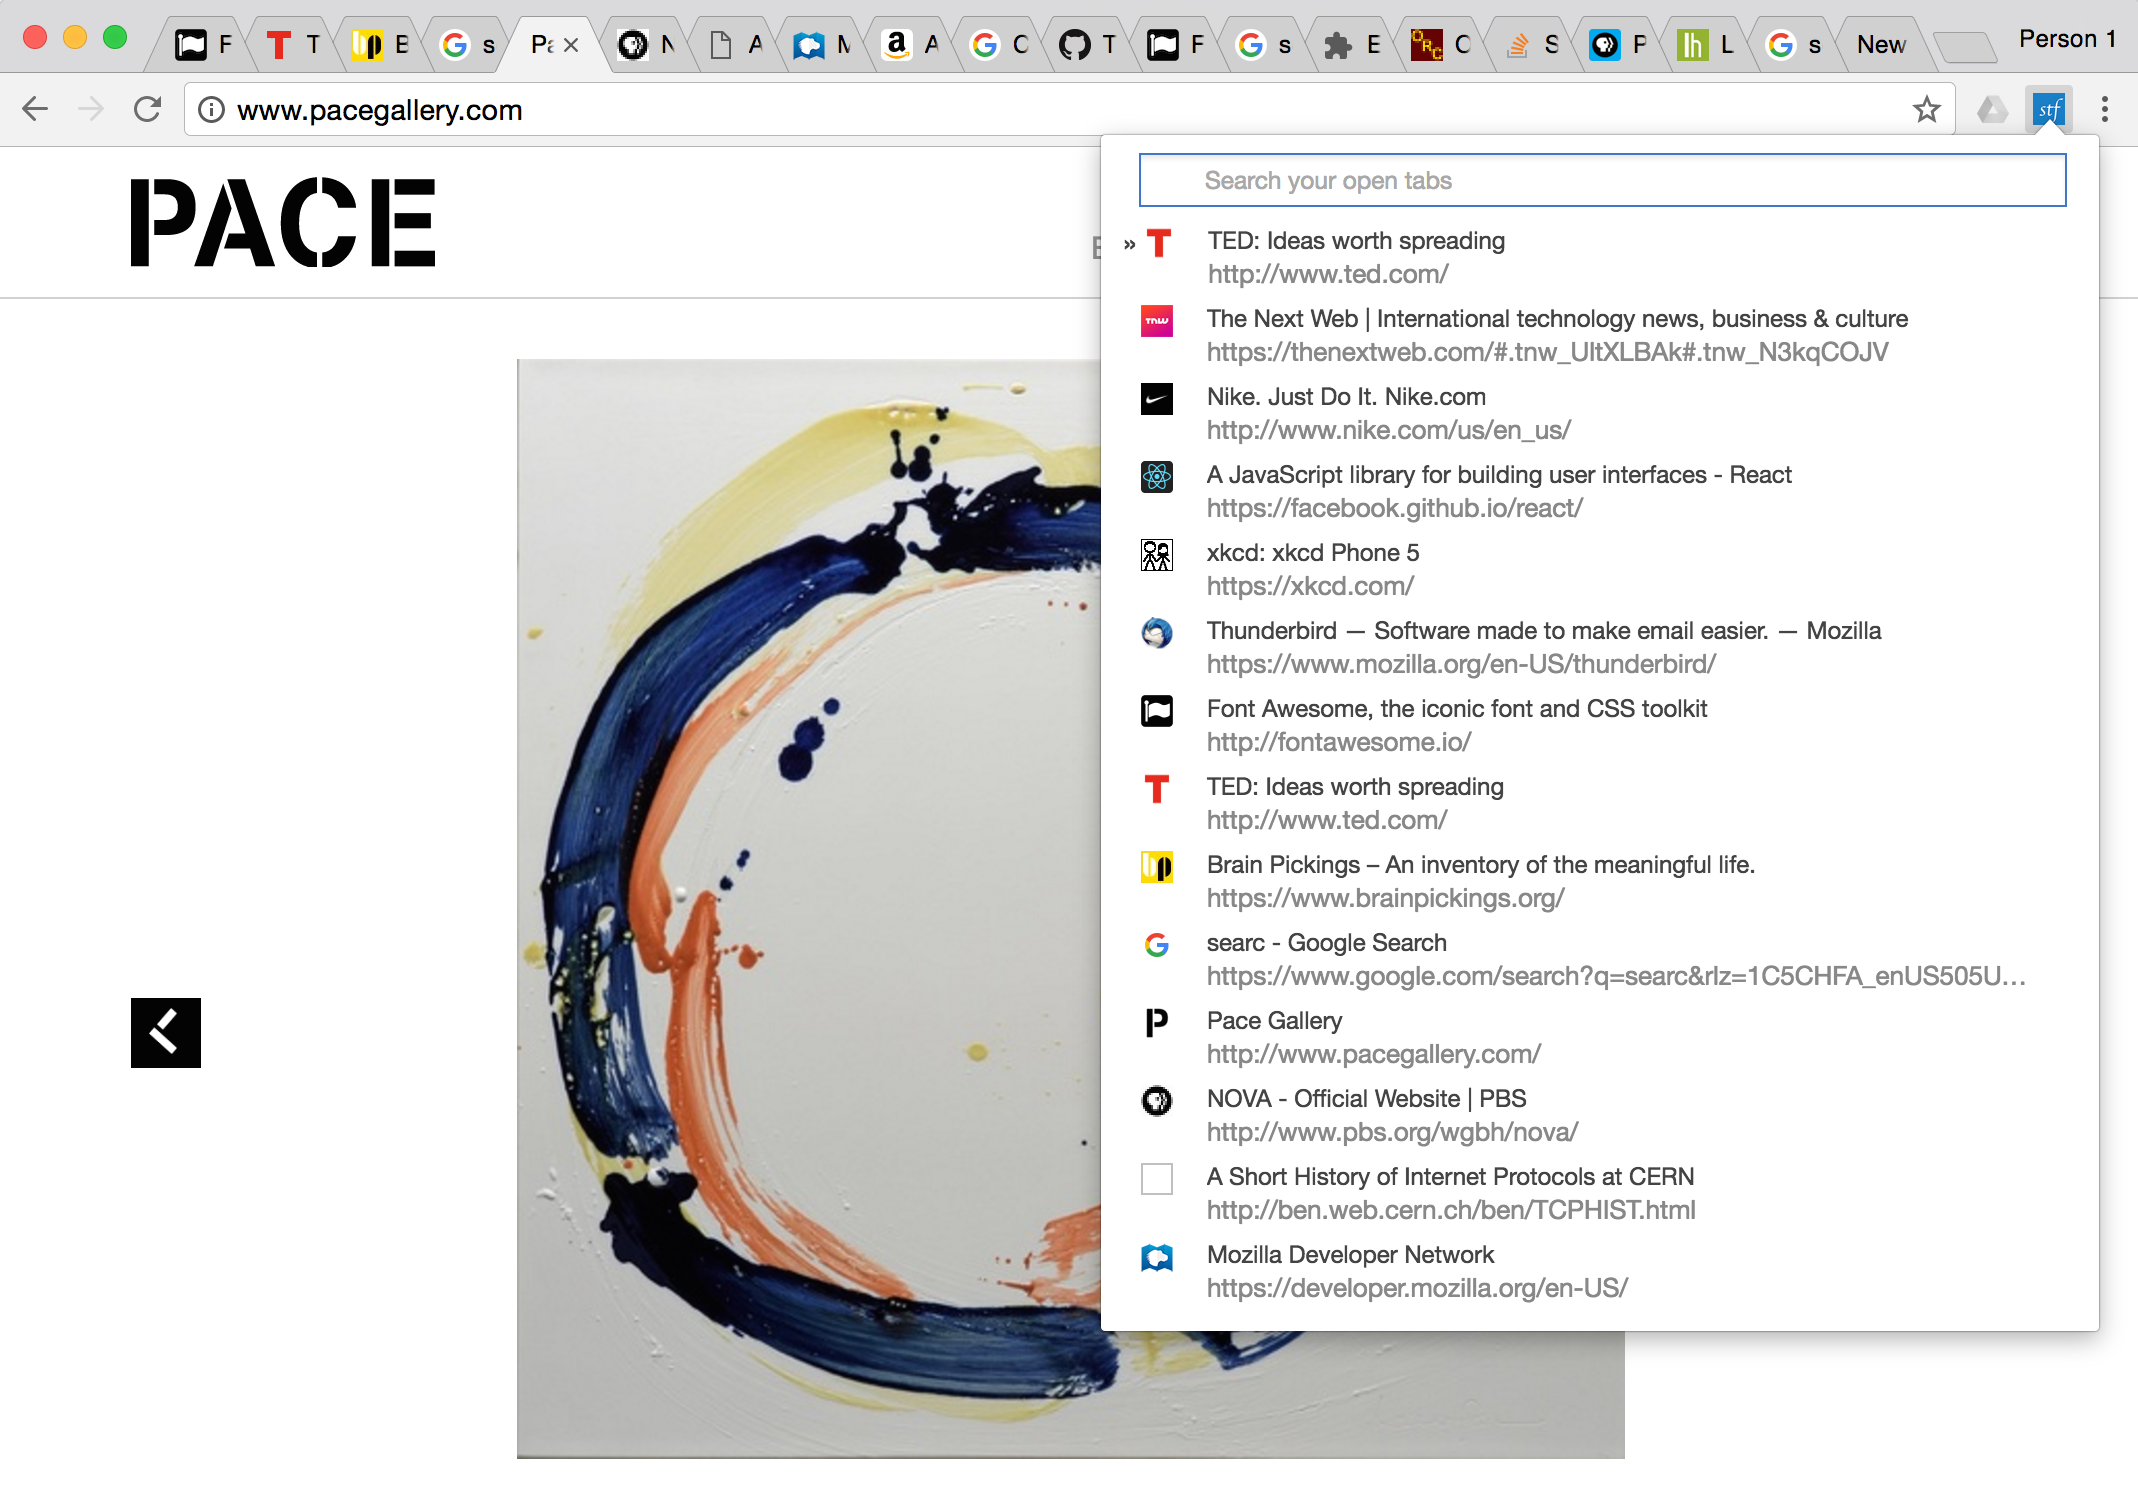 F
T
B
s
Pa
N
A
M
A
C
T
F
s
E
C
S
P
L
s
New
Person 1
www.pacegallery.com
stf
PACE
Search your open tabs
» TED: Ideas worth spreading
http://www.ted.com/
The Next Web | International technology news, business & culture
https://thenextweb.com/#.tnw_UltXLBAk#.tnw_N3kqCOJV
Nike. Just Do It. Nike.com
http://www.nike.com/us/en_us/
A JavaScript library for building user interfaces - React
https://facebook.github.io/react/
xkcd: xkcd Phone 5
https://xkcd.com/
Thunderbird — Software made to make email easier. — Mozilla
https://www.mozilla.org/en-US/thunderbird/
Font Awesome, the iconic font and CSS toolkit
http://fontawesome.io/
TED: Ideas worth spreading
http://www.ted.com/
Brain Pickings – An inventory of the meaningful life.
https://www.brainpickings.org/
searc - Google Search
https://www.google.com/search?q=searc&rlz=1C5CHFA_enUS505U...
Pace Gallery
http://www.pacegallery.com/
NOVA - Official Website | PBS
http://www.pbs.org/wgbh/nova/
A Short History of Internet Protocols at CERN
http://ben.web.cern.ch/ben/TCPHIST.html
Mozilla Developer Network
https://developer.mozilla.org/en-US/